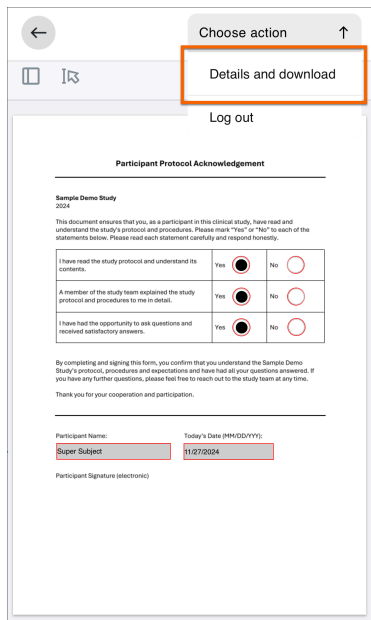 Choose action
Details and download
Log out
Participant Protocol Acknowledgement
Sample Demo Study
2024
This document ensures that you, as a participant in this clinical study, have read and
understand the study's protocol and procedures. Please mark "Yes" or "No" to each of the
statements below. Please read each statement carefully and respond honestly.
I have read the study protocol and understand its
contents.
Yes
No
A member of the study team explained the study
protocol and procedures to me in detail.
Yes
No
I have had the opportunity to ask questions and
received satisfactory answers.
Yes
No
By completing and signing this form, you confirm that you understand the Sample Demo
Study's protocol, procedures and expectations and have had all your questions answered. If
you have any further questions, please feel free to reach out to the study team at any time.
Thank you for your cooperation and participation.
Participant Name: Today's Date (MM/DD/YYY):
Super Subject 11/27/2024
Participant Signature (electronic)